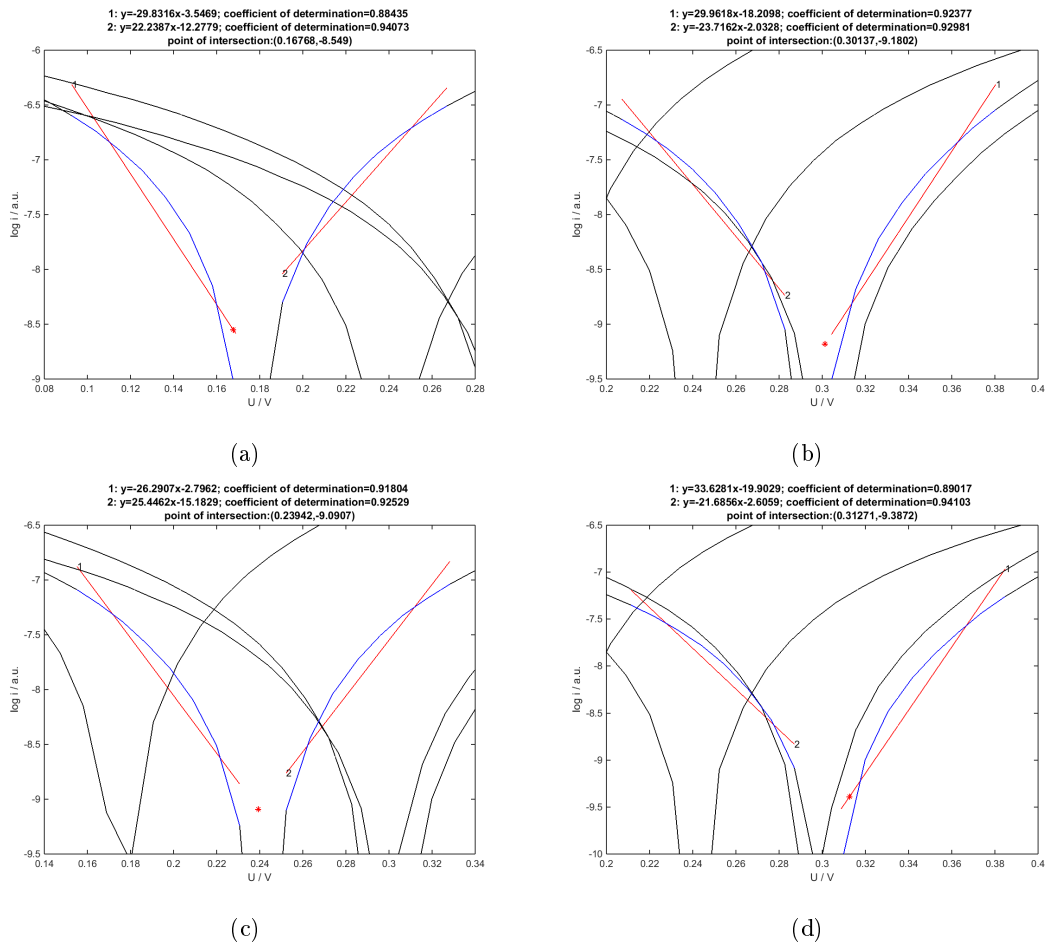 1: y=-29.8316x-3.5469; coefficient of determination=0.88435
2: y=22.2387x-12.2779; coefficient of determination=0.94073
point of intersection:(0.16768,-8.549)
-6
-6.5
-7
-7.5
-8
-8.5
-9
log i / a.u.
1
2
0.08 0.1 0.12 0.14 0.16 0.18 0.2 0.22 0.24 0.26 0.28
U / V
(a)
1: y=29.9618x-18.2098; coefficient of determination=0.92377
2: y=-23.7162x-2.0328; coefficient of determination=0.92981
point of intersection:(0.30137,-9.1802)
-6.5
-7
-7.5
-8
-8.5
-9
-9.5
log i / a.u.
1
2
0.2 0.22 0.24 0.26 0.28 0.3 0.32 0.34 0.36 0.38 0.4
U / V
(b)
1: y=-26.2907x-2.7962; coefficient of determination=0.91804
2: y=25.4462x-15.1829; coefficient of determination=0.92529
point of intersection:(0.23942,-9.0907)
-6.5
-7
-7.5
-8
-8.5
-9
-9.5
log i / a.u.
1
2
0.14 0.16 0.18 0.2 0.22 0.24 0.26 0.28 0.3 0.32 0.34
U / V
(c)
1: y=33.6281x-19.9029; coefficient of determination=0.89017
2: y=-21.6856x-2.6059; coefficient of determination=0.94103
point of intersection:(0.31271,-9.3872)
-6.5
-7
-7.5
-8
-8.5
-9
-9.5
-10
log i / a.u.
1
2
0.2 0.22 0.24 0.26 0.28 0.3 0.32 0.34 0.36 0.38 0.4
U / V
(d)